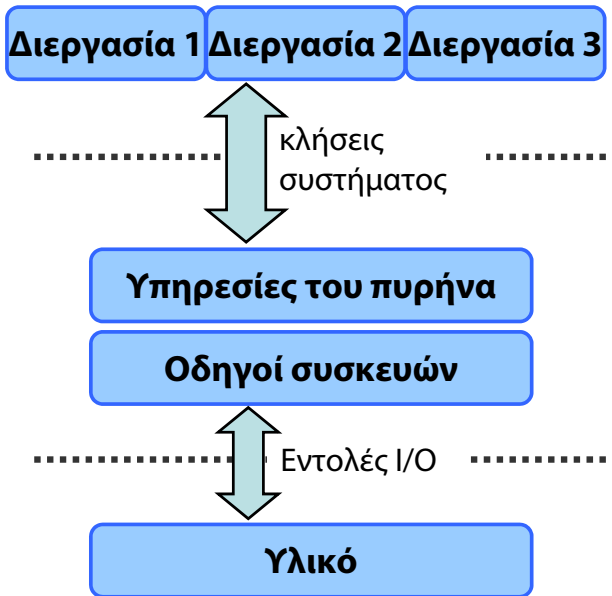 Διεργασία 1 Διεργασία 2 Διεργασία 3
κλήσεις
συστήματος
Υπηρεσίες του πυρήνα
Οδηγοί συσκευών
Εντολές I/O
Υλικό